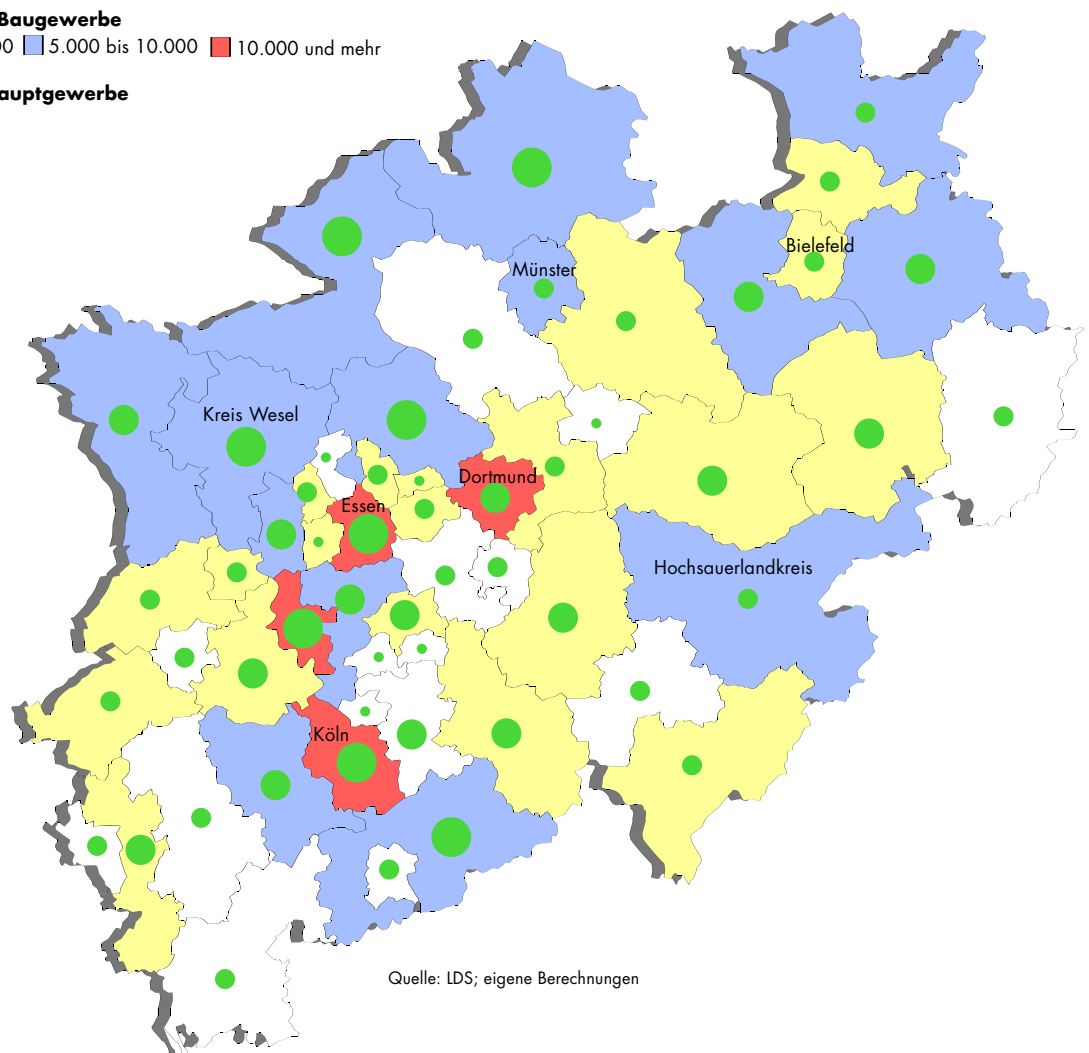 Baugewerbe
00 5.000 bis 10.000 10.000 und mehr
auptgewerbe
Bielefeld
Münster
Kreis Wesel
Dortmund
Essen
Hochsauerlandkreis
Köln
Quelle: LDS; eigene Berechnungen